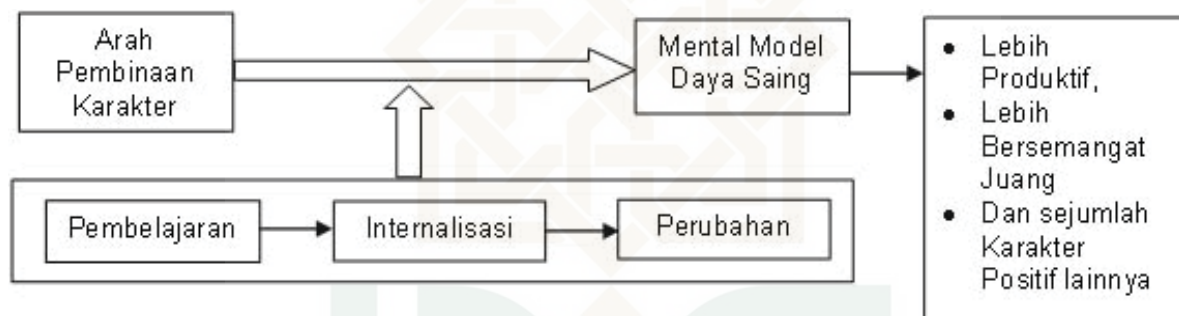 Arah
Pembinaan
Karakter
Mental Model
Daya Saing
• Lebih
Produktif,
• Lebih
Bersemangat
Juang
• Dan sejumlah
Karakter
Positif lainnya
Pembelajaran
Internalisasi
Perubahan